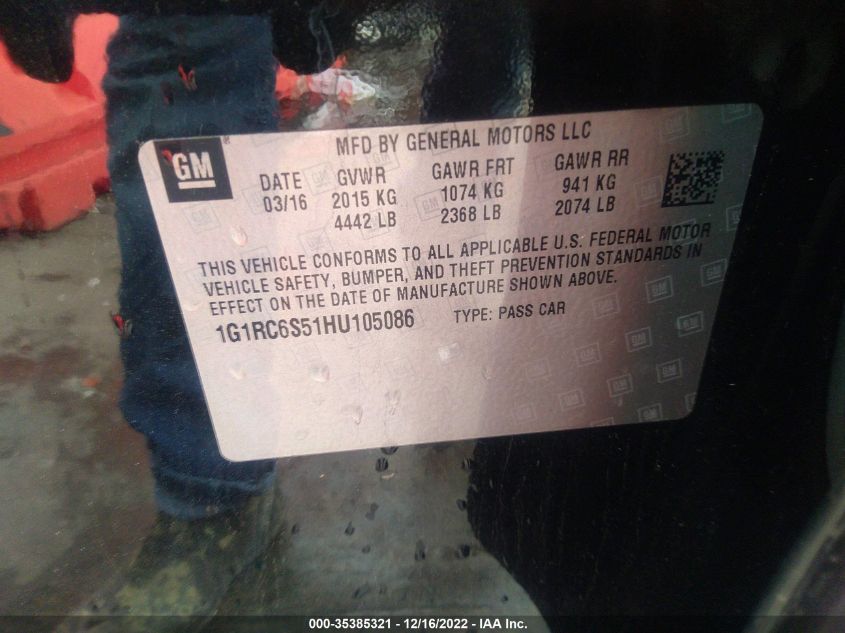 GM
MFD BY GENERAL MOTORS LLC
DATE GVWR GAWR FRT GAWR RR
03/16 2015 KG 1074 KG 941 KG
4442 LB 2368 LB 2074 LB
THIS VEHICLE CONFORMS TO ALL APPLICABLE U.S. FEDERAL MOTOR
VEHICLE SAFETY, BUMPER, AND THEFT PREVENTION STANDARDS IN
EFFECT ON THE DATE OF MANUFACTURE SHOWN ABOVE.
1G1RC6S51HU105086 TYPE: PASS CAR
000-35385321 - 12/16/2022 - IAA Inc.